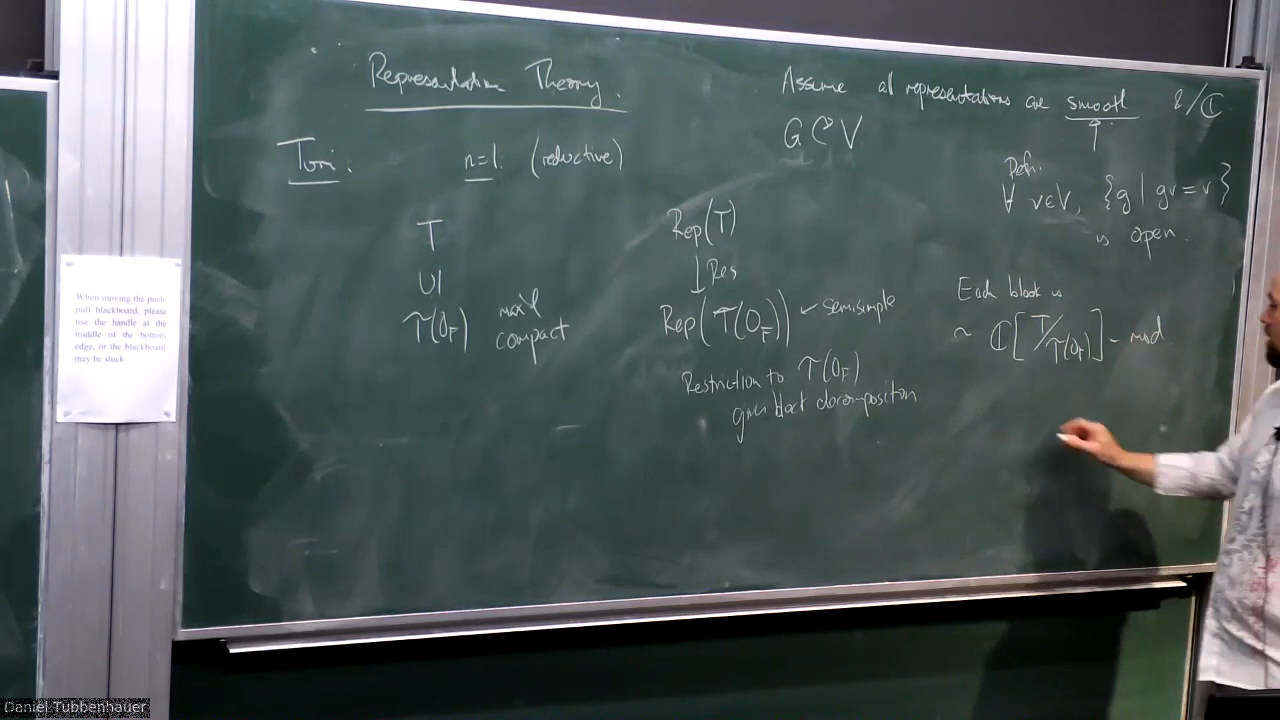 Representation Theory.
Assume all representations are smooth & /ℂ
G ↻ V
Tori.
n=1. (reductive)
Defn.
∀ v∈V, {g | gv = v}
is open.
T
Rep(T)
UI
↓ Res
T(O_F)
max'l
compact
Rep(T(O_F)) ← semisimple
Each block is
~ ℂ[T/T(O_F)] - mod
Restriction to T(O_F)
gives block decomposition
When moving the push-
pull blackboard, please
use the handle at the
middle of the bottom
edge, or the blackboard
may be stuck.
Daniel Tubbenhauer